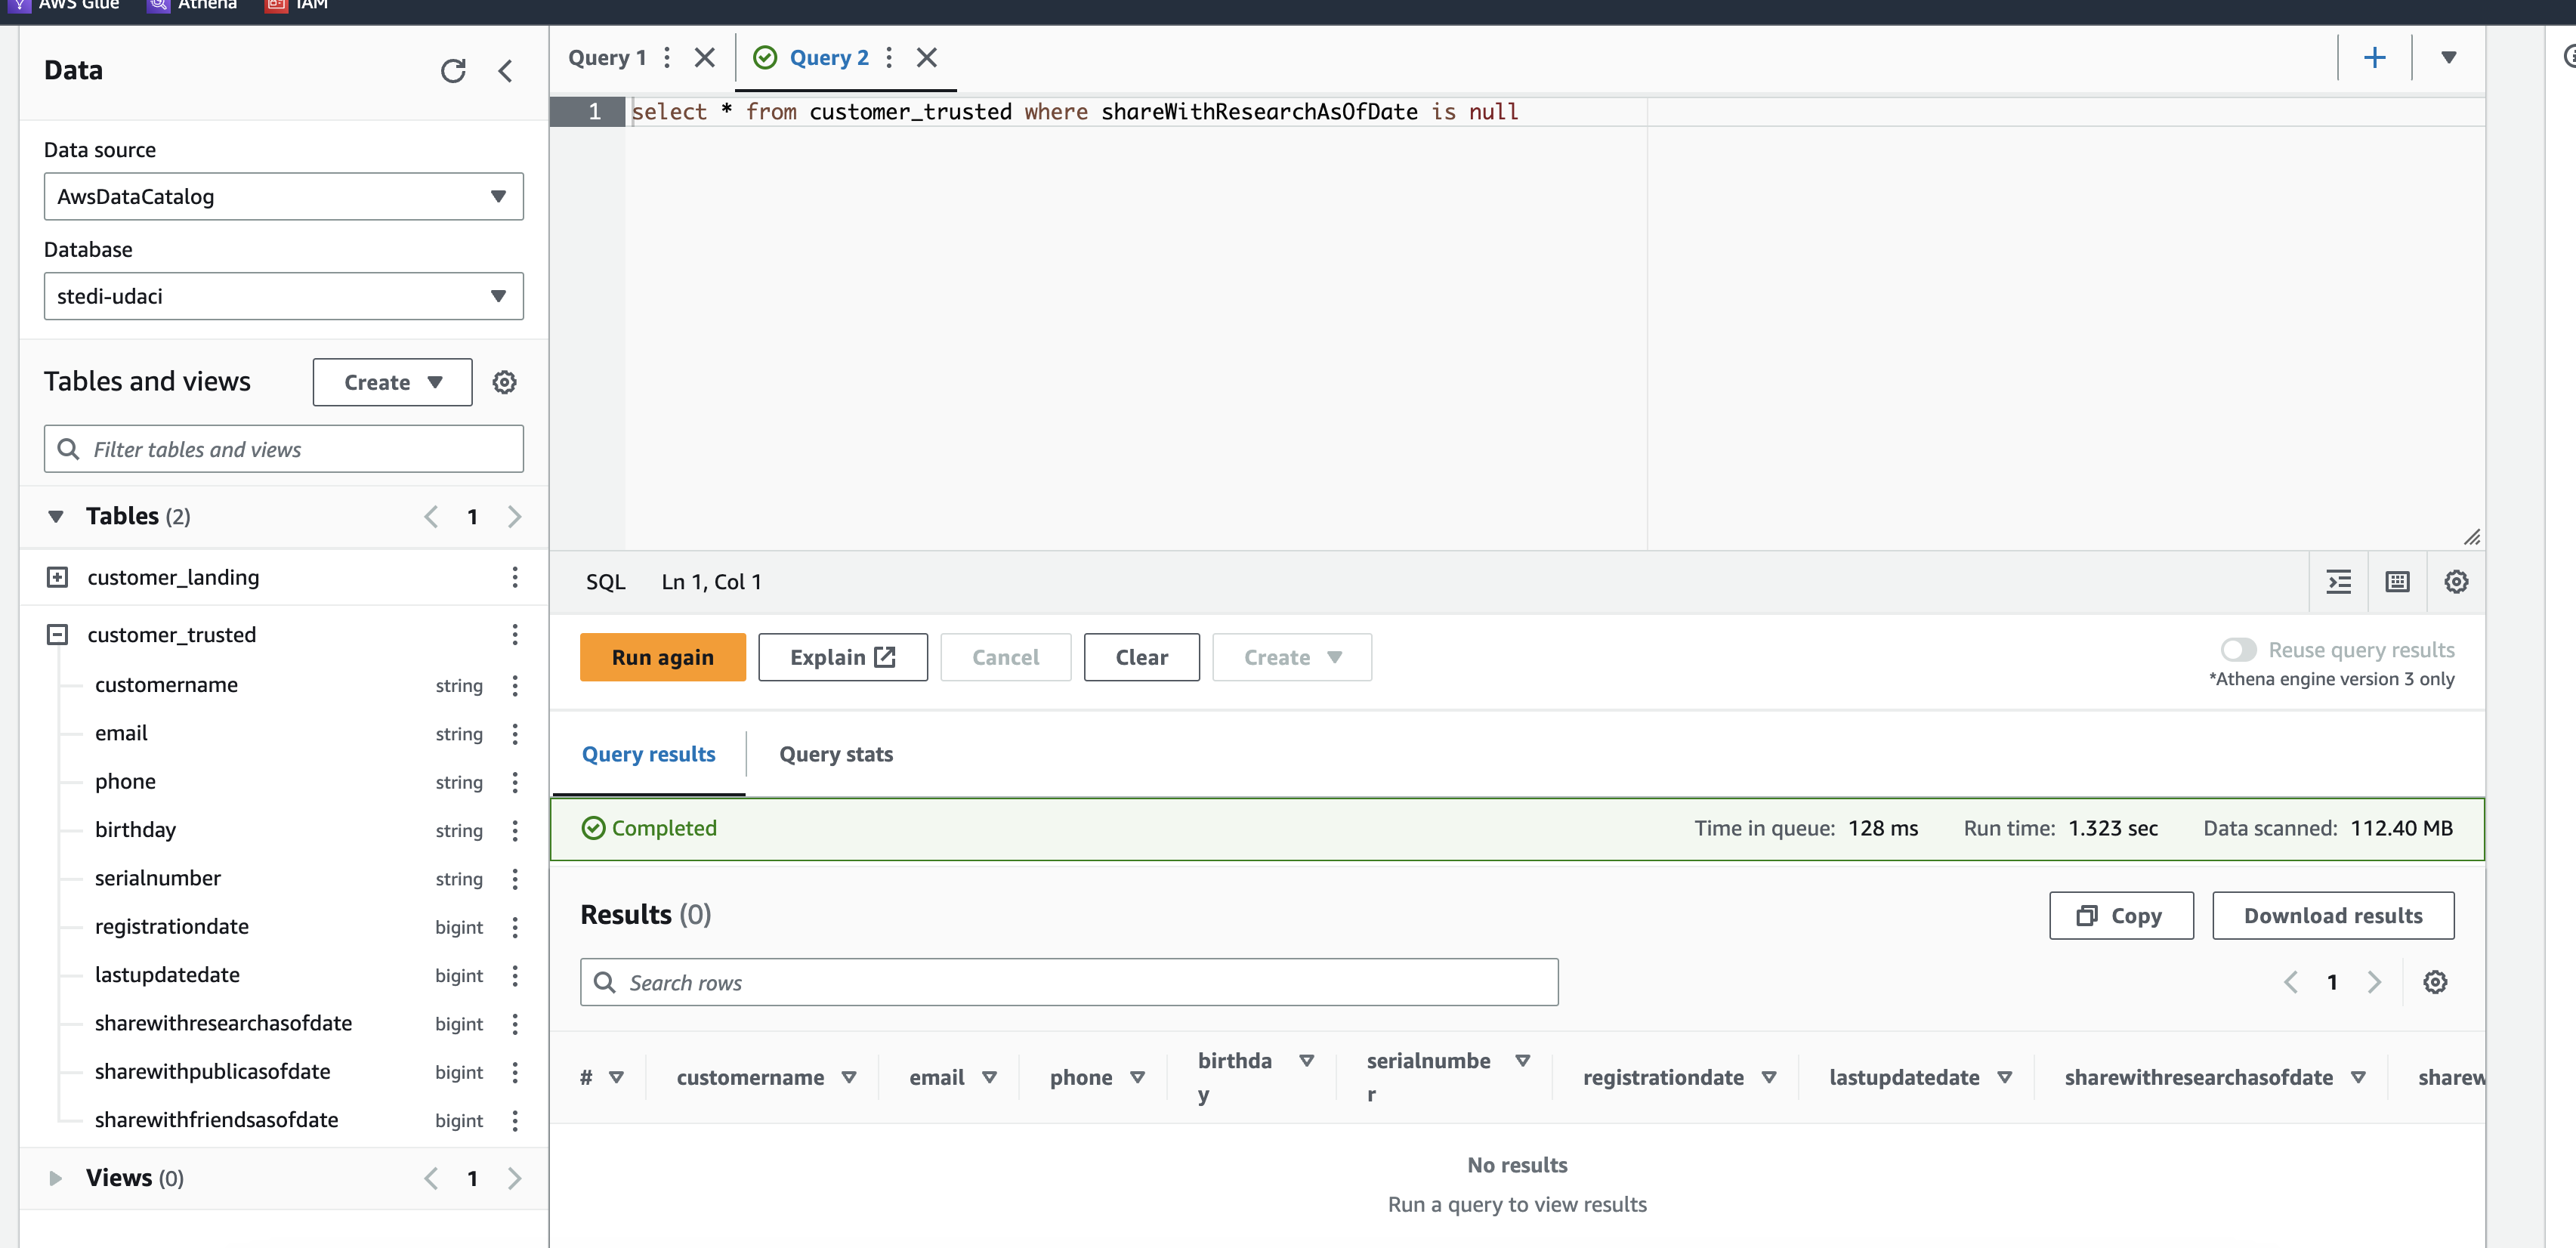 AWS Glue Athena IAM
Data
Data source
AwsDataCatalog
Database
stedi-udaci
Tables and views Create
Filter tables and views
Tables (2) 1
customer_landing
customer_trusted
customername string
email string
phone string
birthday string
serialnumber string
registrationdate bigint
lastupdatedate bigint
sharewithresearchasofdate bigint
sharewithpublicasofdate bigint
sharewithfriendsasofdate bigint
Views (0) 1
Query 1 Query 2
1 select * from customer_trusted where shareWithResearchAsOfDate is null
SQL Ln 1, Col 1
Run again Explain Cancel Clear Create
Reuse query results
*Athena engine version 3 only
Query results Query stats
Completed Time in queue: 128 ms Run time: 1.323 sec Data scanned: 112.40 MB
Results (0) Copy Download results
Search rows 1
# customername email phone birthda
y serialnumbe
r registrationdate lastupdatedate sharewithresearchasofdate sharew
No results
Run a query to view results